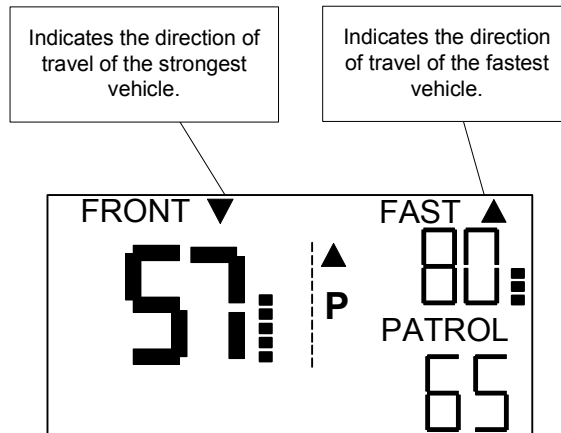 Indicates the direction of
travel of the strongest
vehicle.
Indicates the direction
of travel of the fastest
vehicle.
FRONT ▼ FAST ▲
57 ▲ 80
P PATROL
65